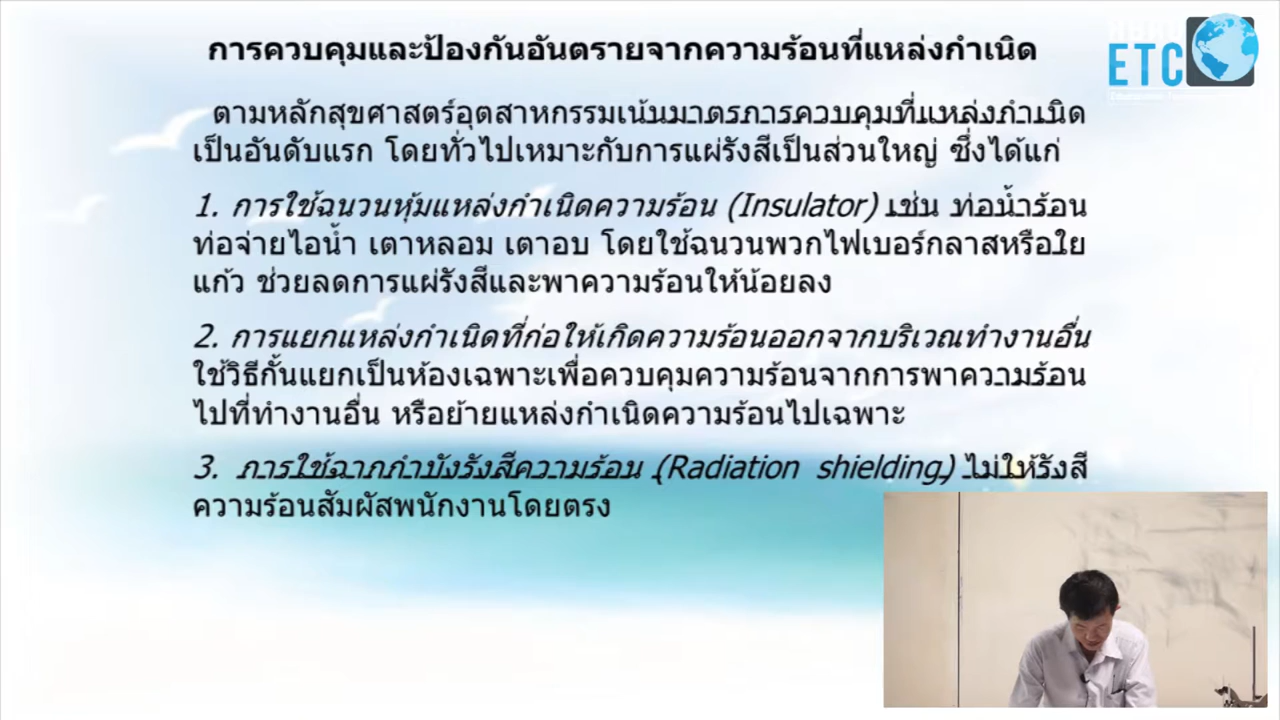 การควบคุมและป้องกันอันตรายจากความร้อนที่แหล่งกำเนิด
ETC
ตามหลักสุขศาสตร์อุตสาหกรรมเน้นมาตรการควบคุมที่แหล่งกำเนิด
เป็นอันดับแรก โดยทั่วไปเหมาะกับการแผ่รังสีเป็นส่วนใหญ่ ซึ่งได้แก่
1. การใช้ฉนวนหุ้มแหล่งกำเนิดความร้อน (Insulator) เช่น ท่อน้ำร้อน
ท่อจ่ายไอน้ำ เตาหลอม เตาอบ โดยใช้ฉนวนพวกไฟเบอร์กลาสหรือใย
แก้ว ช่วยลดการแผ่รังสีและพาความร้อนให้น้อยลง
2. การแยกแหล่งกำเนิดที่ก่อให้เกิดความร้อนออกจากบริเวณทำงานอื่น
ใช้วิธีกั้นแยกเป็นห้องเฉพาะเพื่อควบคุมความร้อนจากการพาความร้อน
ไปที่ทำงานอื่น หรือย้ายแหล่งกำเนิดความร้อนไปเฉพาะ
3. การใช้ฉากกำบังรังสีความร้อน (Radiation shielding) ไม่ให้รังสี
ความร้อนสัมผัสพนักงานโดยตรง